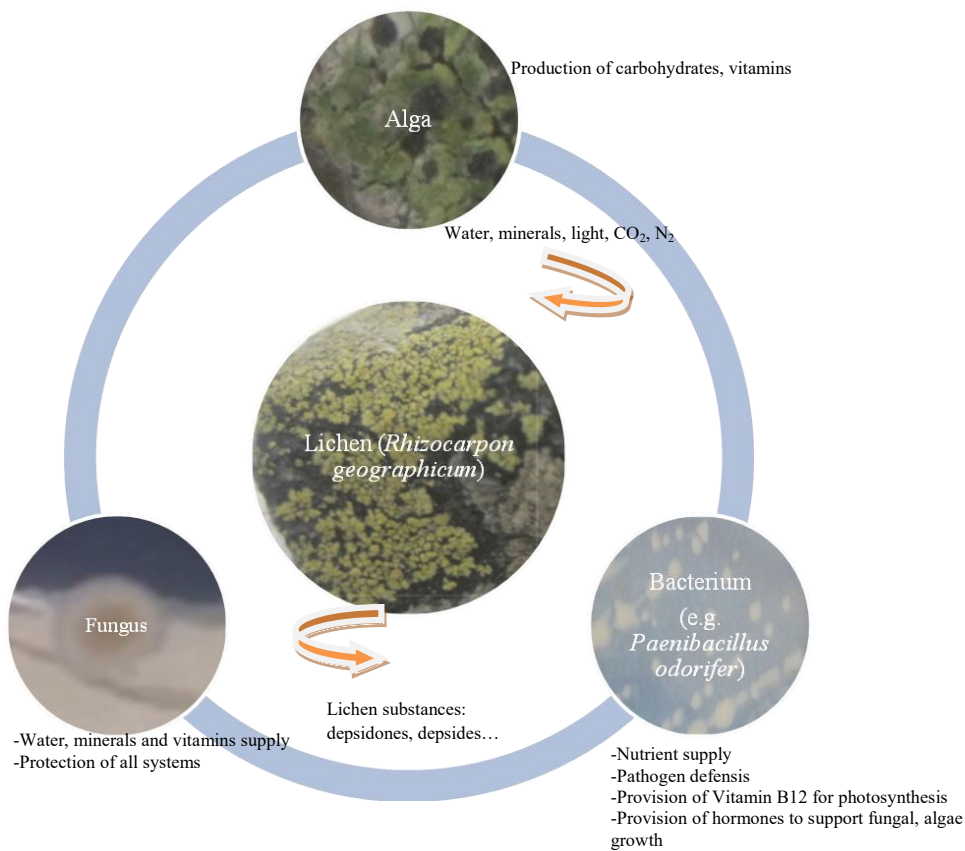 Production of carbohydrates, vitamins
Alga
Water, minerals, light, CO₂, N₂
Lichen (Rhizocarpon
geographicum)
Fungus
Bacterium
(e.g.
Paenibacillus
odorifer)
Lichen substances:
depsidones, depsides…
-Water, minerals and vitamins supply
-Protection of all systems
-Nutrient supply
-Pathogen defensis
-Provision of Vitamin B12 for photosynthesis
-Provision of hormones to support fungal, algae
growth